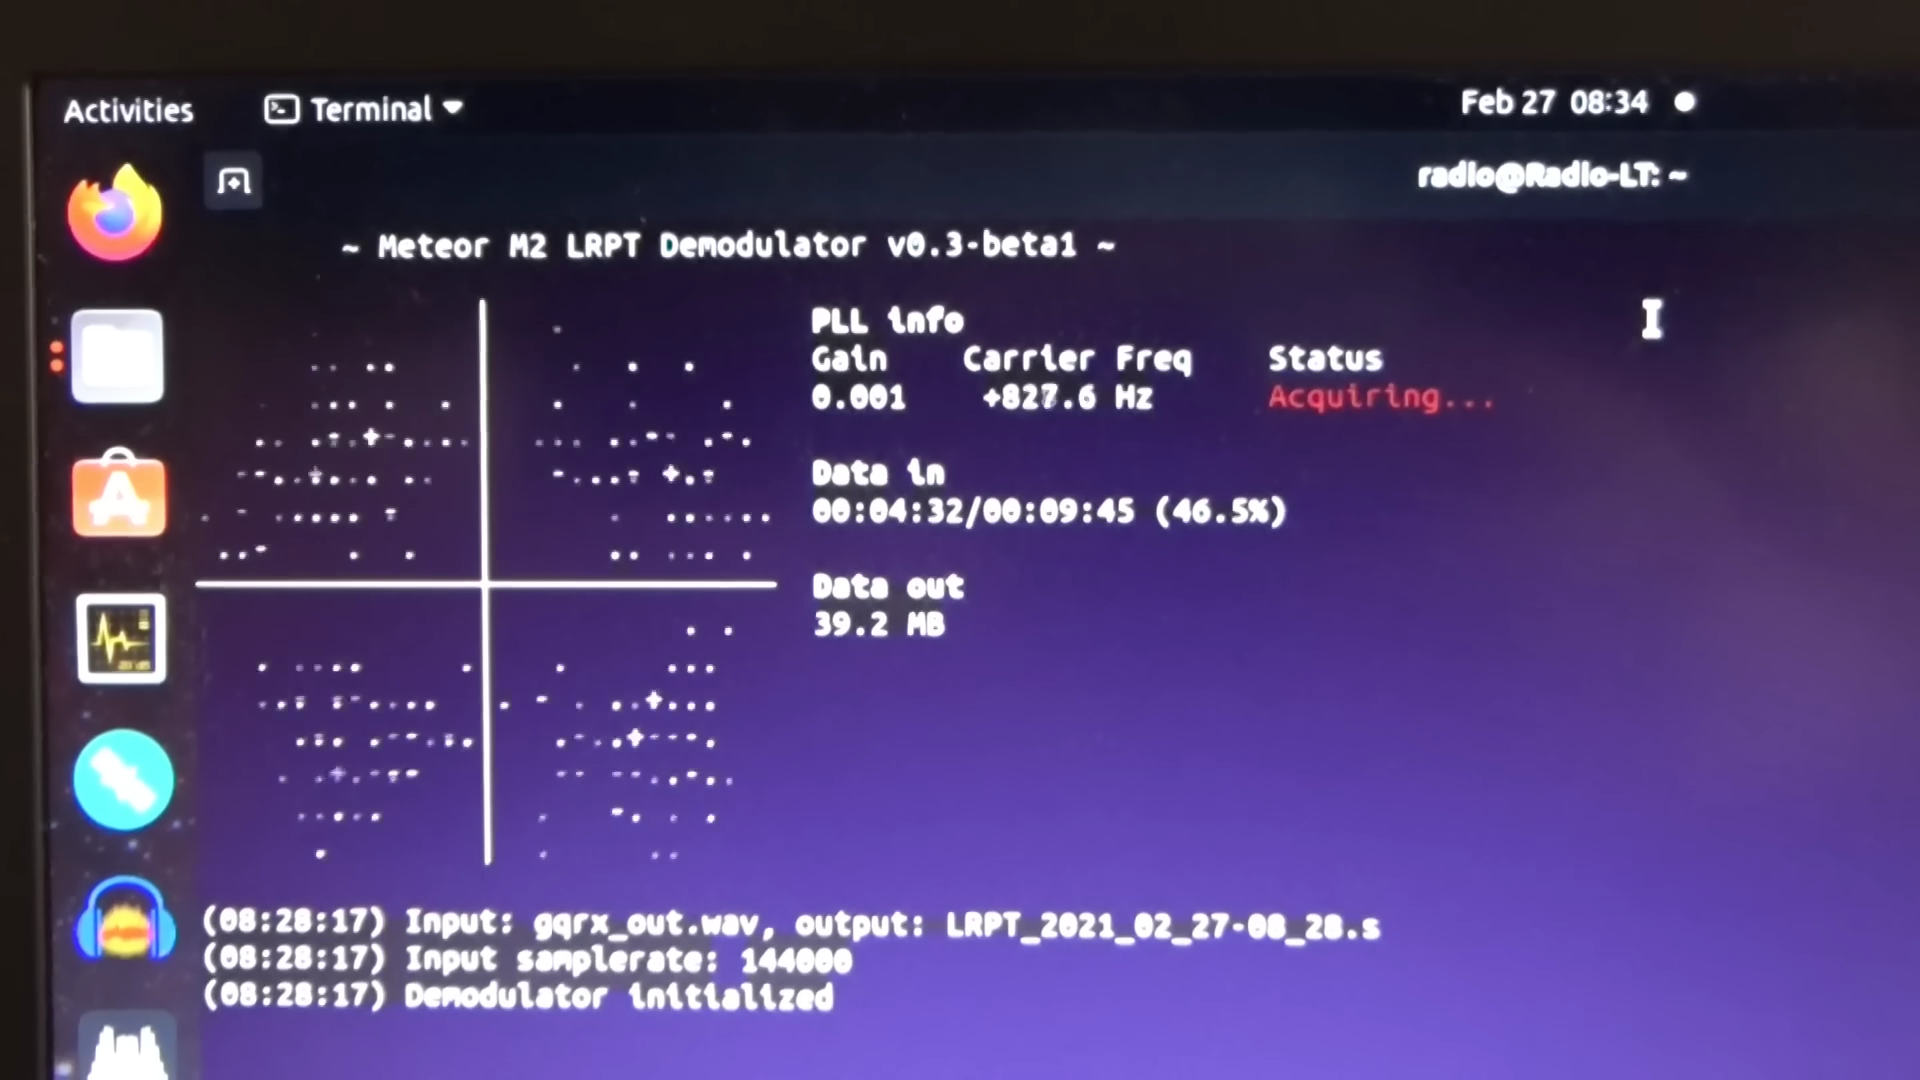 Activities Terminal Feb 27 08:34
radio@Radio-LT: ~
~ Meteor M2 LRPT Demodulator v0.3-beta1 ~
PLL info
Gain Carrier Freq Status
0.001 +827.6 Hz Acquiring...
Data in
00:04:32/00:09:45 (46.5%)
Data out
39.2 MB
(08:28:17) Input: gqrx_out.wav, output: LRPT_2021_02_27-08_28.s
(08:28:17) Input samplerate: 144000
(08:28:17) Demodulator initialized